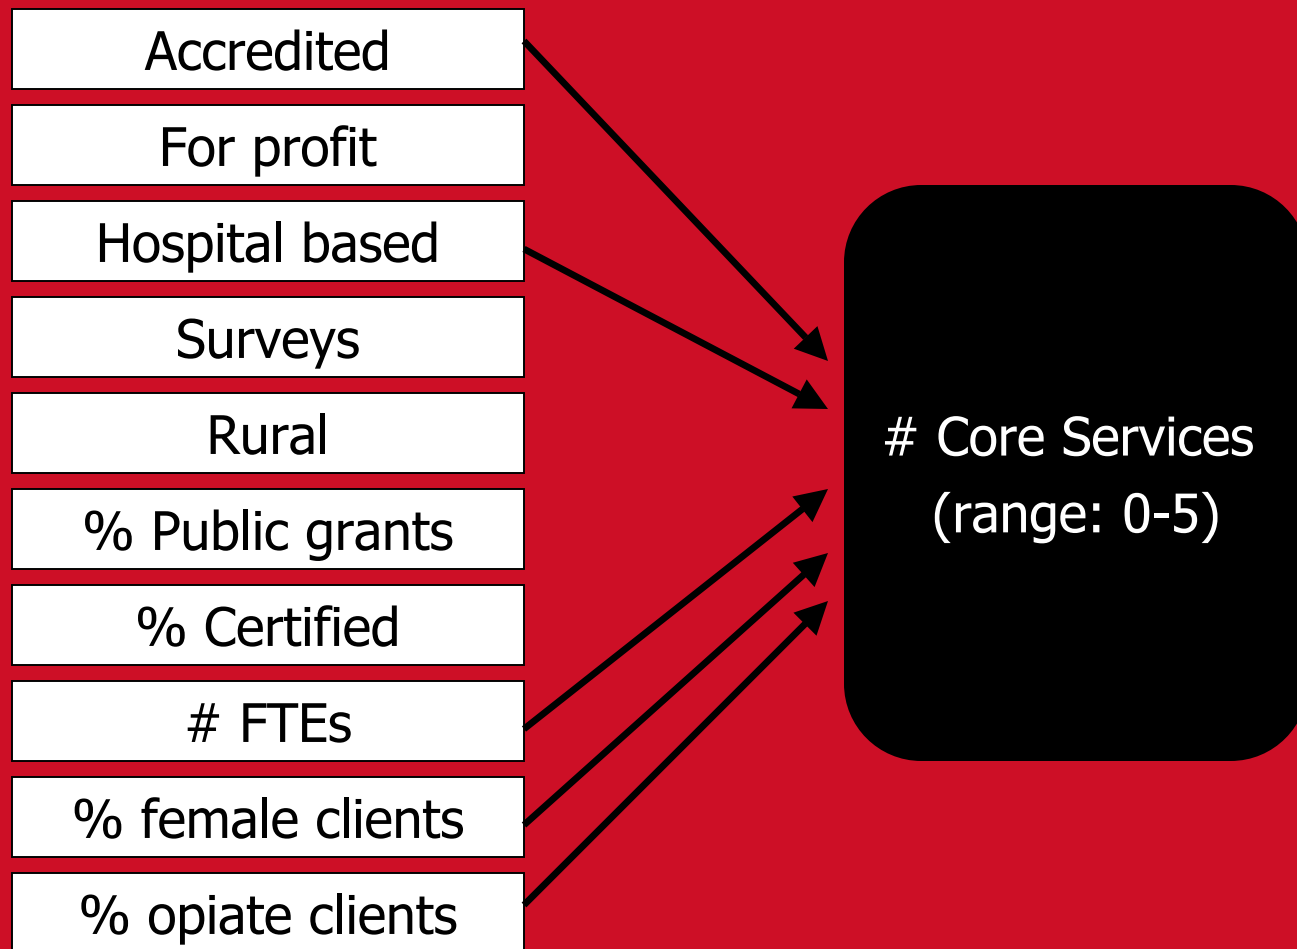 Accredited
For profit
Hospital based
Surveys
Rural
% Public grants
% Certified
# FTEs
% female clients
% opiate clients
# Core Services
(range: 0-5)